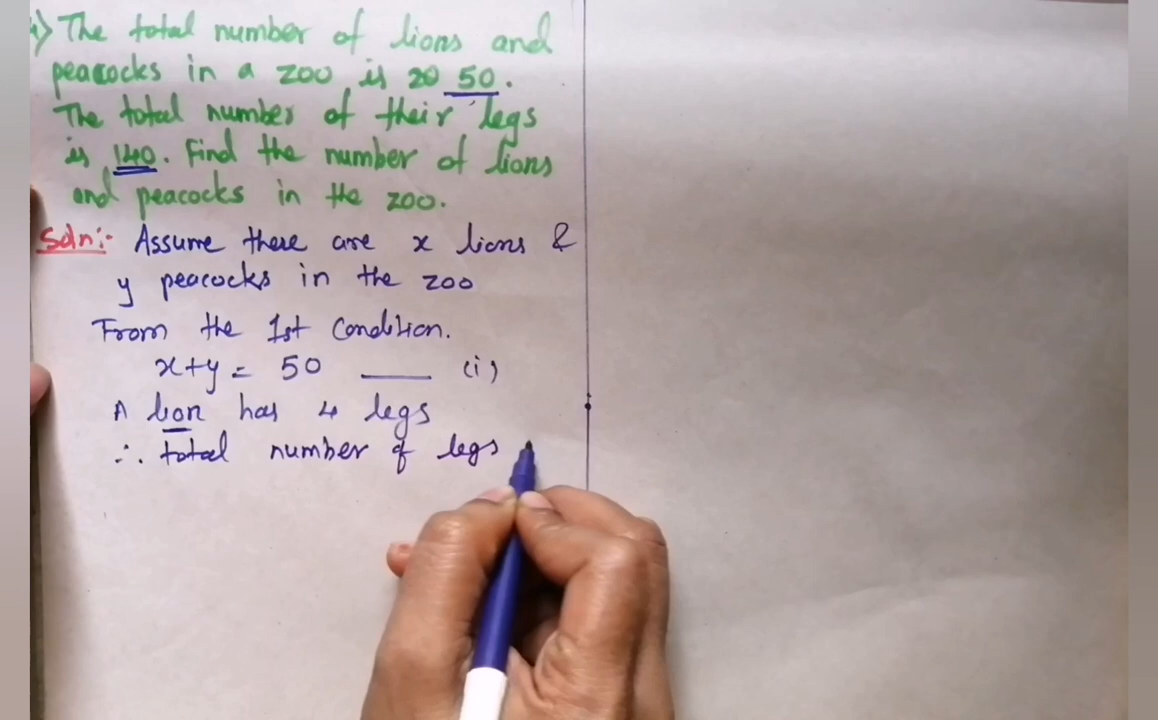 The total number of lions and
peacocks in a zoo is 20 50.
The total number of their legs
is 140. Find the number of lions
and peacocks in the zoo.
Soln:- Assume there are x lions &
y peacocks in the zoo
From the 1st Condition.
x+y = 50 ___ (i)
A lion has 4 legs
∴ total number of legs